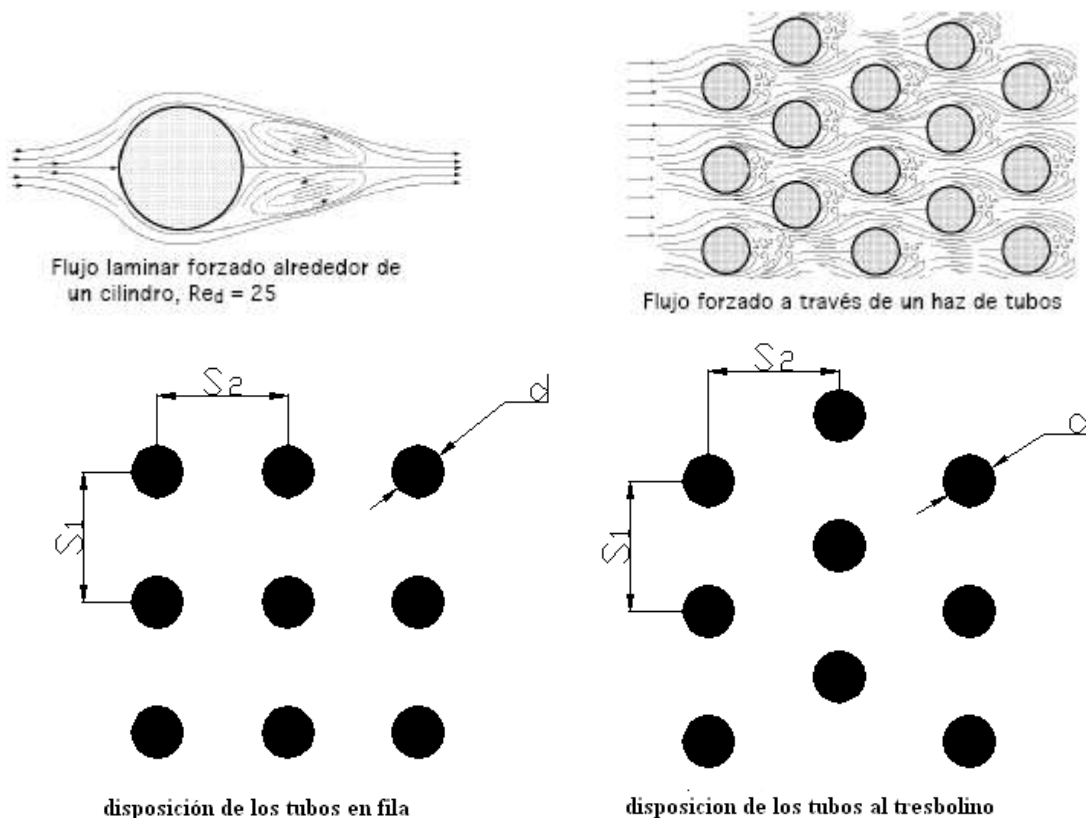 Flujo laminar forzado alrededor de
un cilindro, Red = 25
Flujo forzado a través de un haz de tubos
S2
d
S1
S2
d
S1
disposición de los tubos en fila
disposicion de los tubos al tresbolino